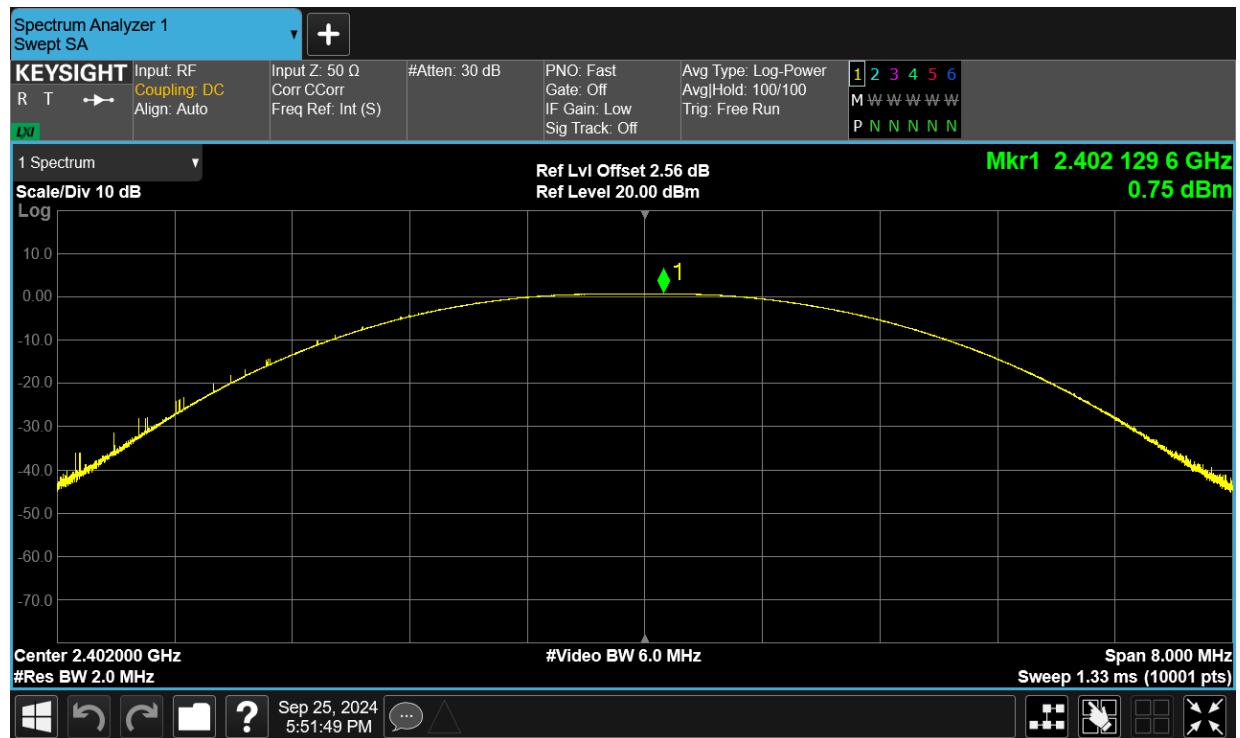 Spectrum Analyzer 1
Swept SA
KEYSIGHT
R T
LXI
Input: RF
Coupling: DC
Align: Auto
Input Z: 50 Ω
Corr CCorr
Freq Ref: Int (S)
#Atten: 30 dB
PNO: Fast
Gate: Off
IF Gain: Low
Sig Track: Off
Avg Type: Log-Power
Avg|Hold: 100/100
Trig: Free Run
1 2 3 4 5 6
M W W W W W
P N N N N N
1 Spectrum
Scale/Div 10 dB
Log
Ref Lvl Offset 2.56 dB
Ref Level 20.00 dBm
Mkr1 2.402 129 6 GHz
0.75 dBm
1
10.0
0.00
-10.0
-20.0
-30.0
-40.0
-50.0
-60.0
-70.0
Center 2.402000 GHz
#Res BW 2.0 MHz
#Video BW 6.0 MHz
Span 8.000 MHz
Sweep 1.33 ms (10001 pts)
?
Sep 25, 2024
5:51:49 PM